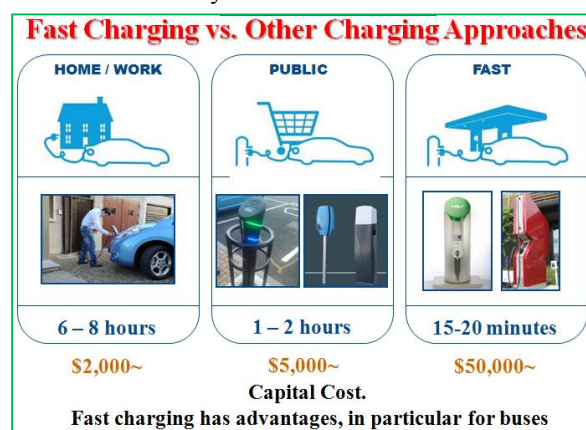 Fast Charging vs. Other Charging Approaches
HOME / WORK
PUBLIC
FAST
6 – 8 hours
1 – 2 hours
15-20 minutes
$2,000~
$5,000~
$50,000~
Capital Cost.
Fast charging has advantages, in particular for buses